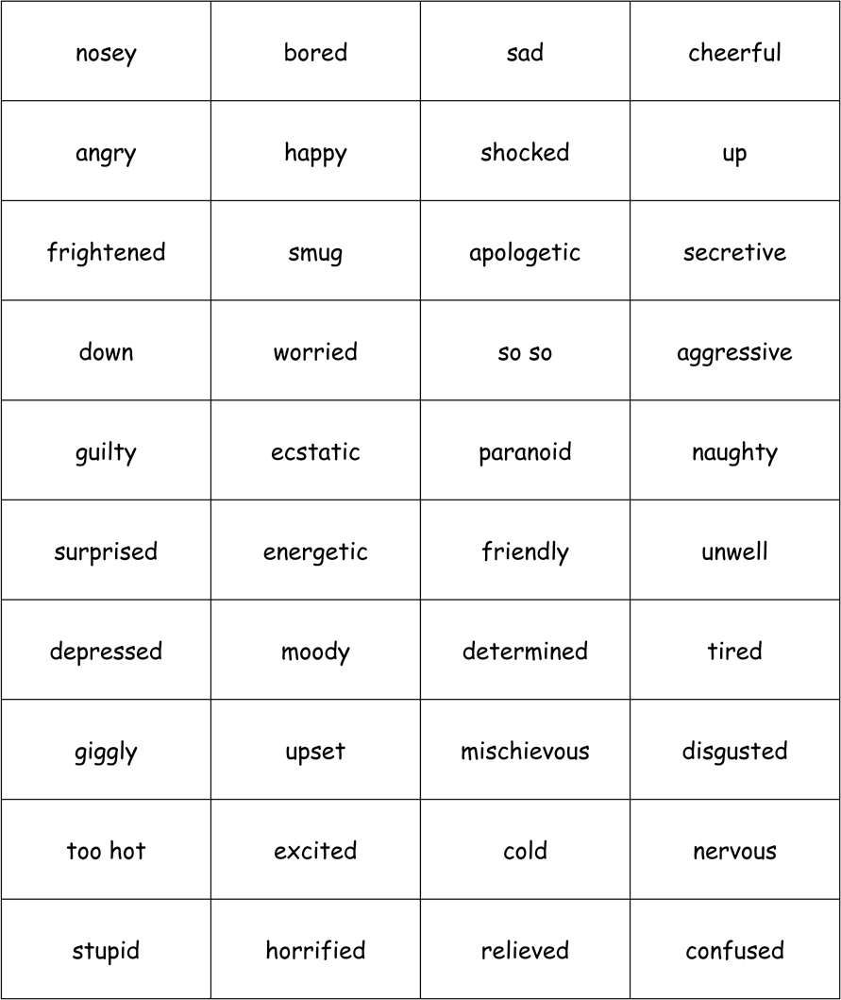 nosey bored sad cheerful
angry happy shocked up
frightened smug apologetic secretive
down worried so so aggressive
guilty ecstatic paranoid naughty
surprised energetic friendly unwell
depressed moody determined tired
giggly upset mischievous disgusted
too hot excited cold nervous
stupid horrified relieved confused